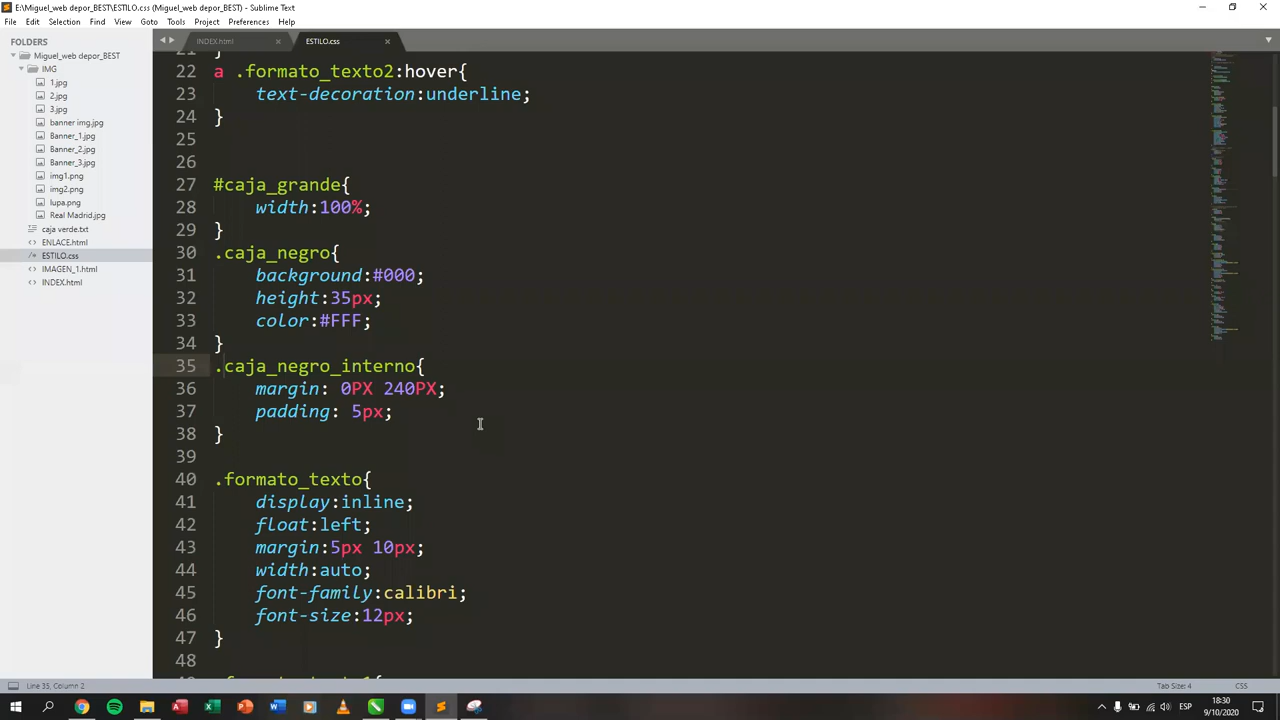 E:\Miguel_web depor_BEST\ESTILO.css (Miguel_web depor_BEST) - Sublime Text
File Edit Selection Find View Goto Tools Project Preferences Help
FOLDERS
Miguel_web depor_BEST
IMG
1.jpg
2.jpg
3.jpg
banner img.jpg
Banner_1.jpg
Banner_2.jpg
Banner_3.jpg
img1.png
img2.png
lupa.png
Real Madrid.jpg
caja verde.txt
ENLACE.html
ESTILO.css
IMAGEN_1.html
INDEX.html
INDEX.html ESTILO.css
21 }
22 a .formato_texto2:hover{
23 text-decoration:underline;
24 }
25
26
27 #caja_grande{
28 width:100%;
29 }
30 .caja_negro{
31 background:#000;
32 height:35px;
33 color:#FFF;
34 }
35 .caja_negro_interno{
36 margin: 0PX 240PX;
37 padding: 5px;
38 }
39
40 .formato_texto{
41 display:inline;
42 float:left;
43 margin:5px 10px;
44 width:auto;
45 font-family:calibri;
46 font-size:12px;
47 }
48
Line 35, Column 2 Tab Size: 4 CSS
ESP 18:30
9/10/2020